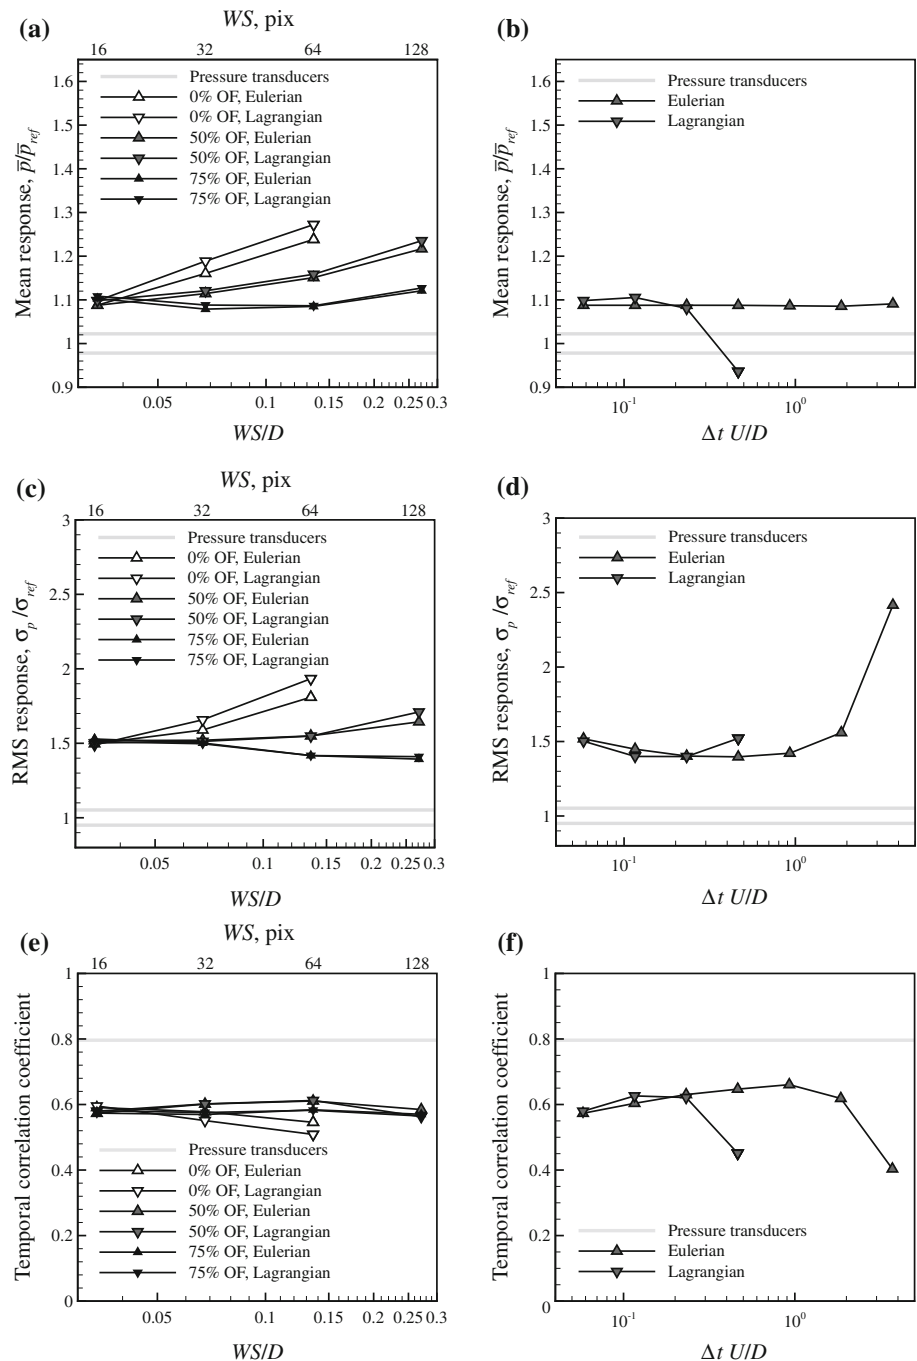 (a)
WS, pix
16 32 64 128
Mean response, p̅/p̅ref
1.6
1.5
1.4
1.3
1.2
1.1
1
0.9
Pressure transducers
0% OF, Eulerian
0% OF, Lagrangian
50% OF, Eulerian
50% OF, Lagrangian
75% OF, Eulerian
75% OF, Lagrangian
0.05 0.1 0.15 0.2 0.25 0.3
WS/D
(b)
Mean response, p̅/p̅ref
1.6
1.5
1.4
1.3
1.2
1.1
1
0.9
Pressure transducers
Eulerian
Lagrangian
10⁻¹ 10⁰
Δt U/D
(c)
WS, pix
16 32 64 128
RMS response, σp /σref
3
2.5
2
1.5
1
Pressure transducers
0% OF, Eulerian
0% OF, Lagrangian
50% OF, Eulerian
50% OF, Lagrangian
75% OF, Eulerian
75% OF, Lagrangian
0.05 0.1 0.15 0.2 0.25 0.3
WS/D
(d)
RMS response, σp /σref
3
2.5
2
1.5
1
Pressure transducers
Eulerian
Lagrangian
10⁻¹ 10⁰
Δt U/D
(e)
WS, pix
16 32 64 128
Temporal correlation coefficient
1
0.8
0.6
0.4
0.2
0
Pressure transducers
0% OF, Eulerian
0% OF, Lagrangian
50% OF, Eulerian
50% OF, Lagrangian
75% OF, Eulerian
75% OF, Lagrangian
0.05 0.1 0.15 0.2 0.25 0.3
WS/D
(f)
Temporal correlation coefficient
1
0.8
0.6
0.4
0.2
0
Pressure transducers
Eulerian
Lagrangian
10⁻¹ 10⁰
Δt U/D